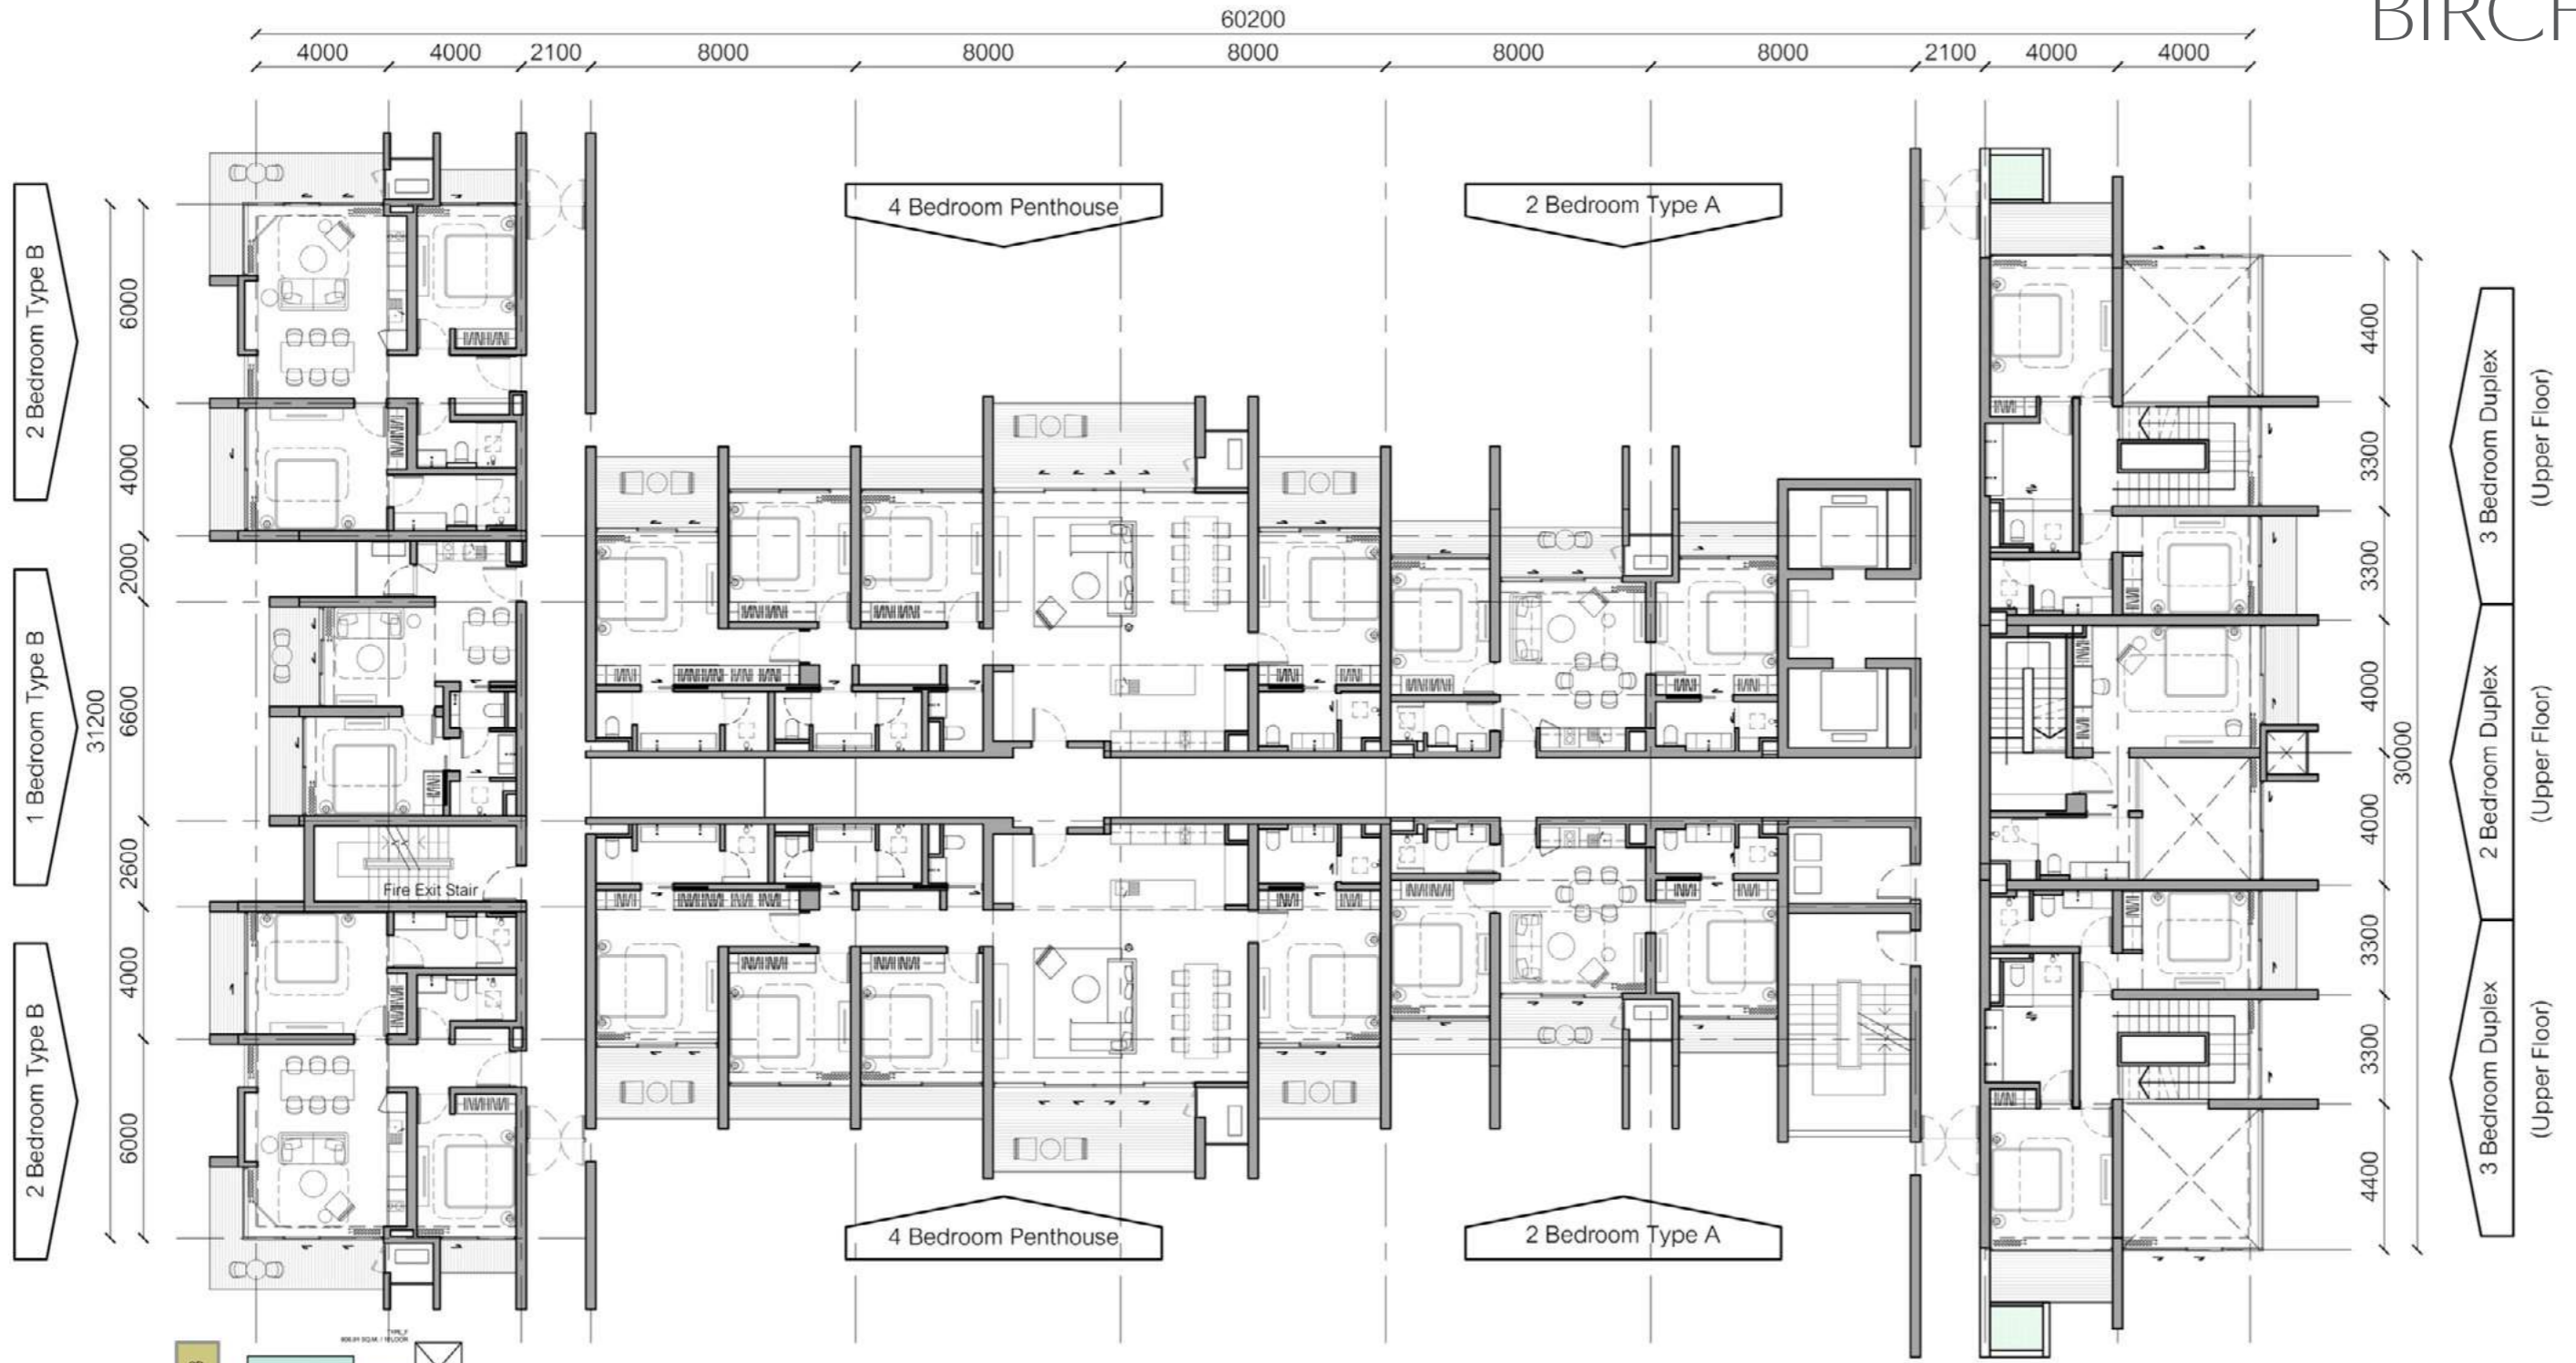 BIRCH
60200
4000 4000 2100 8000 8000 8000 8000 8000 2100 4000 4000
4 Bedroom Penthouse
2 Bedroom Type A
2 Bedroom Type B
1 Bedroom Type B
2 Bedroom Type B
31200
6000
4000
2000
6600
2600
4000
6000
Fire Exit Stair
4400
3300
3300
4000
4000
3300
3300
4400
30000
3 Bedroom Duplex
(Upper Floor)
2 Bedroom Duplex
(Upper Floor)
3 Bedroom Duplex
(Upper Floor)
4 Bedroom Penthouse
2 Bedroom Type A